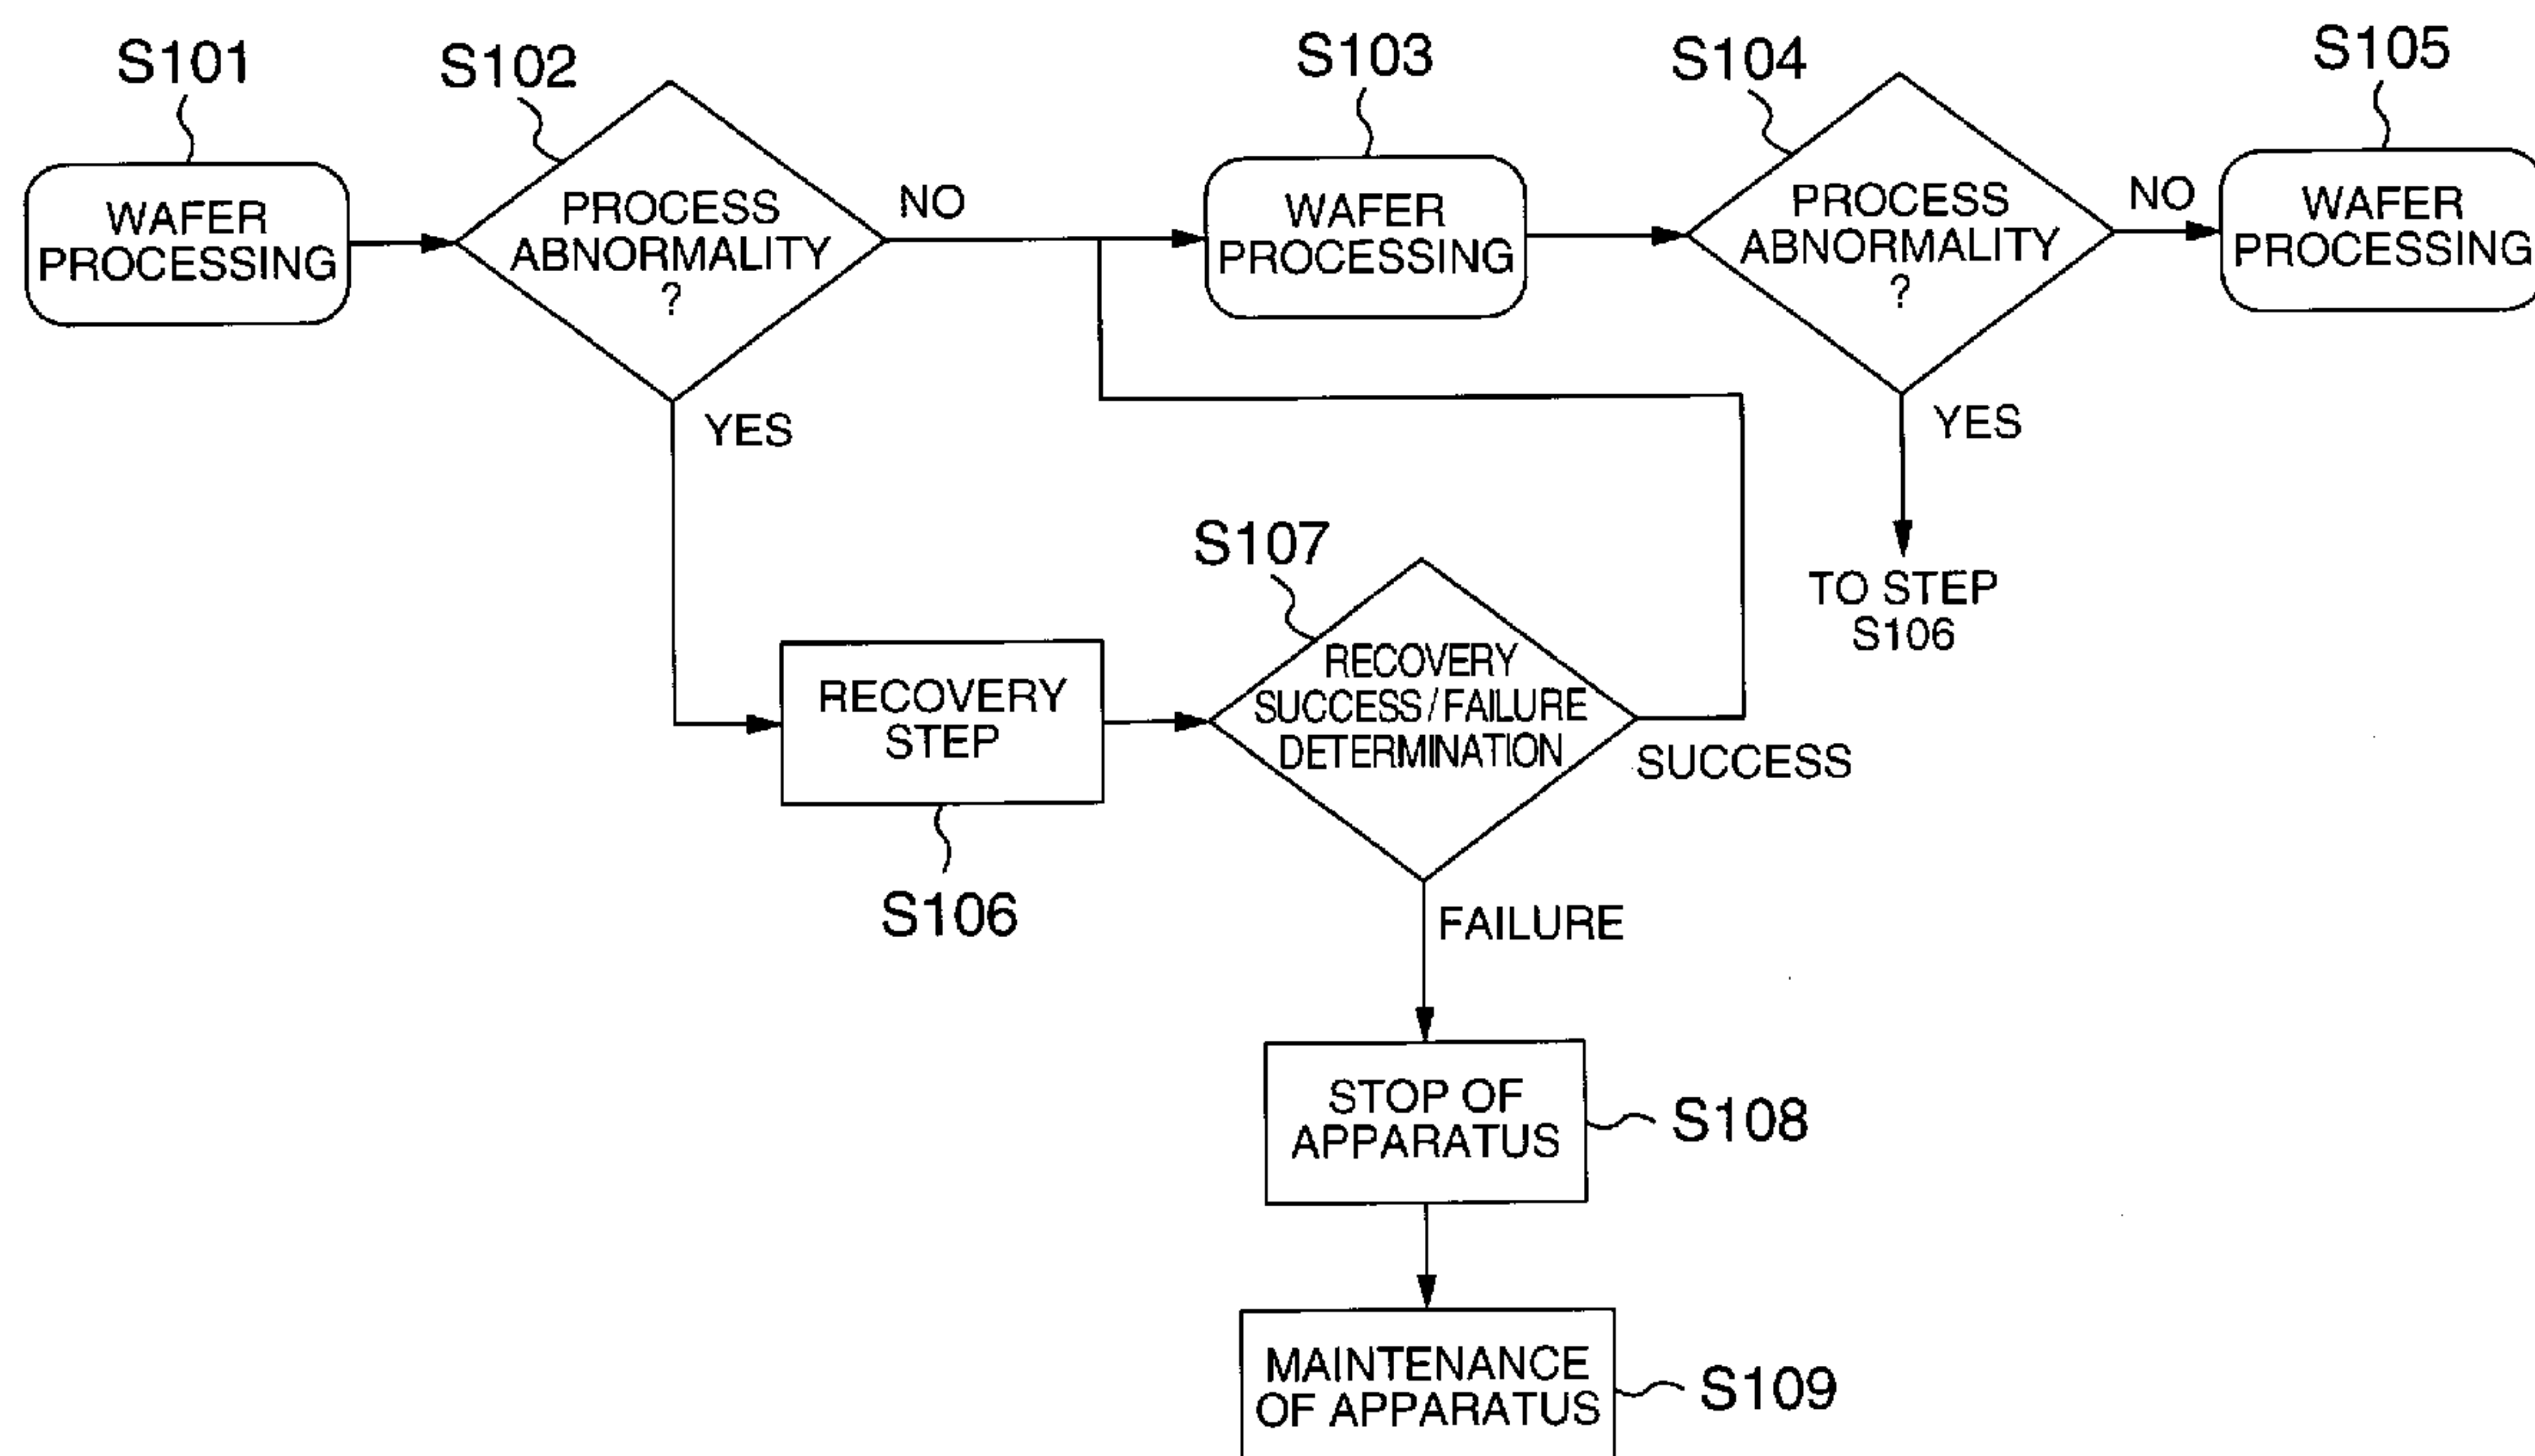 S101
S102
S103
S104
S105
WAFER
PROCESSING
PROCESS
ABNORMALITY
?
NO
WAFER
PROCESSING
PROCESS
ABNORMALITY
?
NO
WAFER
PROCESSING
YES
YES
TO STEP
S106
S107
RECOVERY
STEP
RECOVERY
SUCCESS/FAILURE
DETERMINATION
SUCCESS
S106
FAILURE
STOP OF
APPARATUS
S108
MAINTENANCE
OF APPARATUS
S109